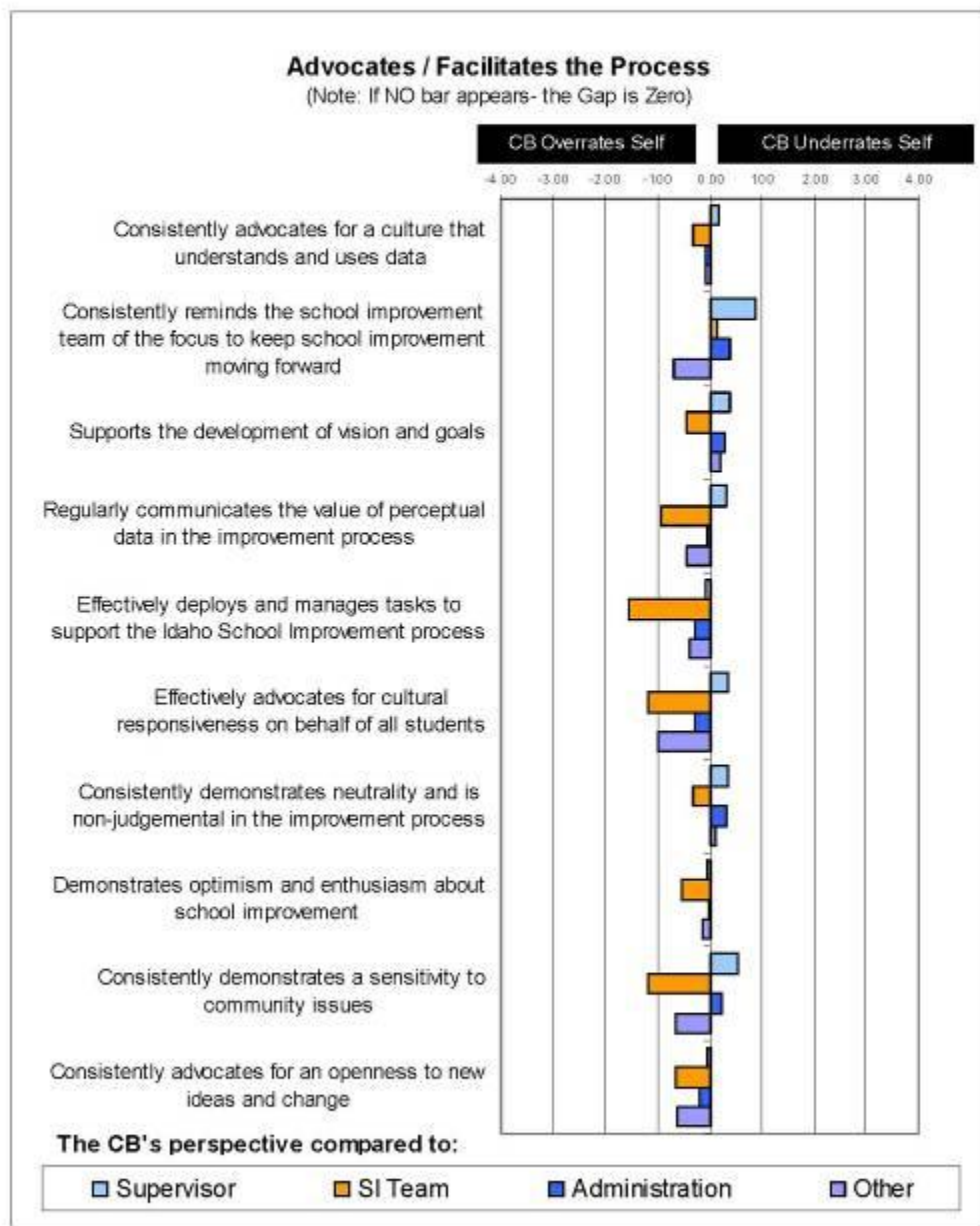 Advocates / Facilitates the Process
(Note: If NO bar appears- the Gap is Zero)
CB Overrates Self CB Underrates Self
-4.00 -3.00 -2.00 -100 0.00 100 2.00 3.00 4.00
Consistently advocates for a culture that
understands and uses data
Consistently reminds the school improvement
team of the focus to keep school improvement
moving forward
Supports the development of vision and goals
Regularly communicates the value of perceptual
data in the improvement process
Effectively deploys and manages tasks to
support the Idaho School Improvement process
Effectively advocates for cultural
responsiveness on behalf of all students
Consistently demonstrates neutrality and is
non-judgemental in the improvement process
Demonstrates optimism and enthusiasm about
school improvement
Consistently demonstrates a sensitivity to
community issues
Consistently advocates for an openness to new
ideas and change
The CB's perspective compared to:
Supervisor SI Team Administration Other